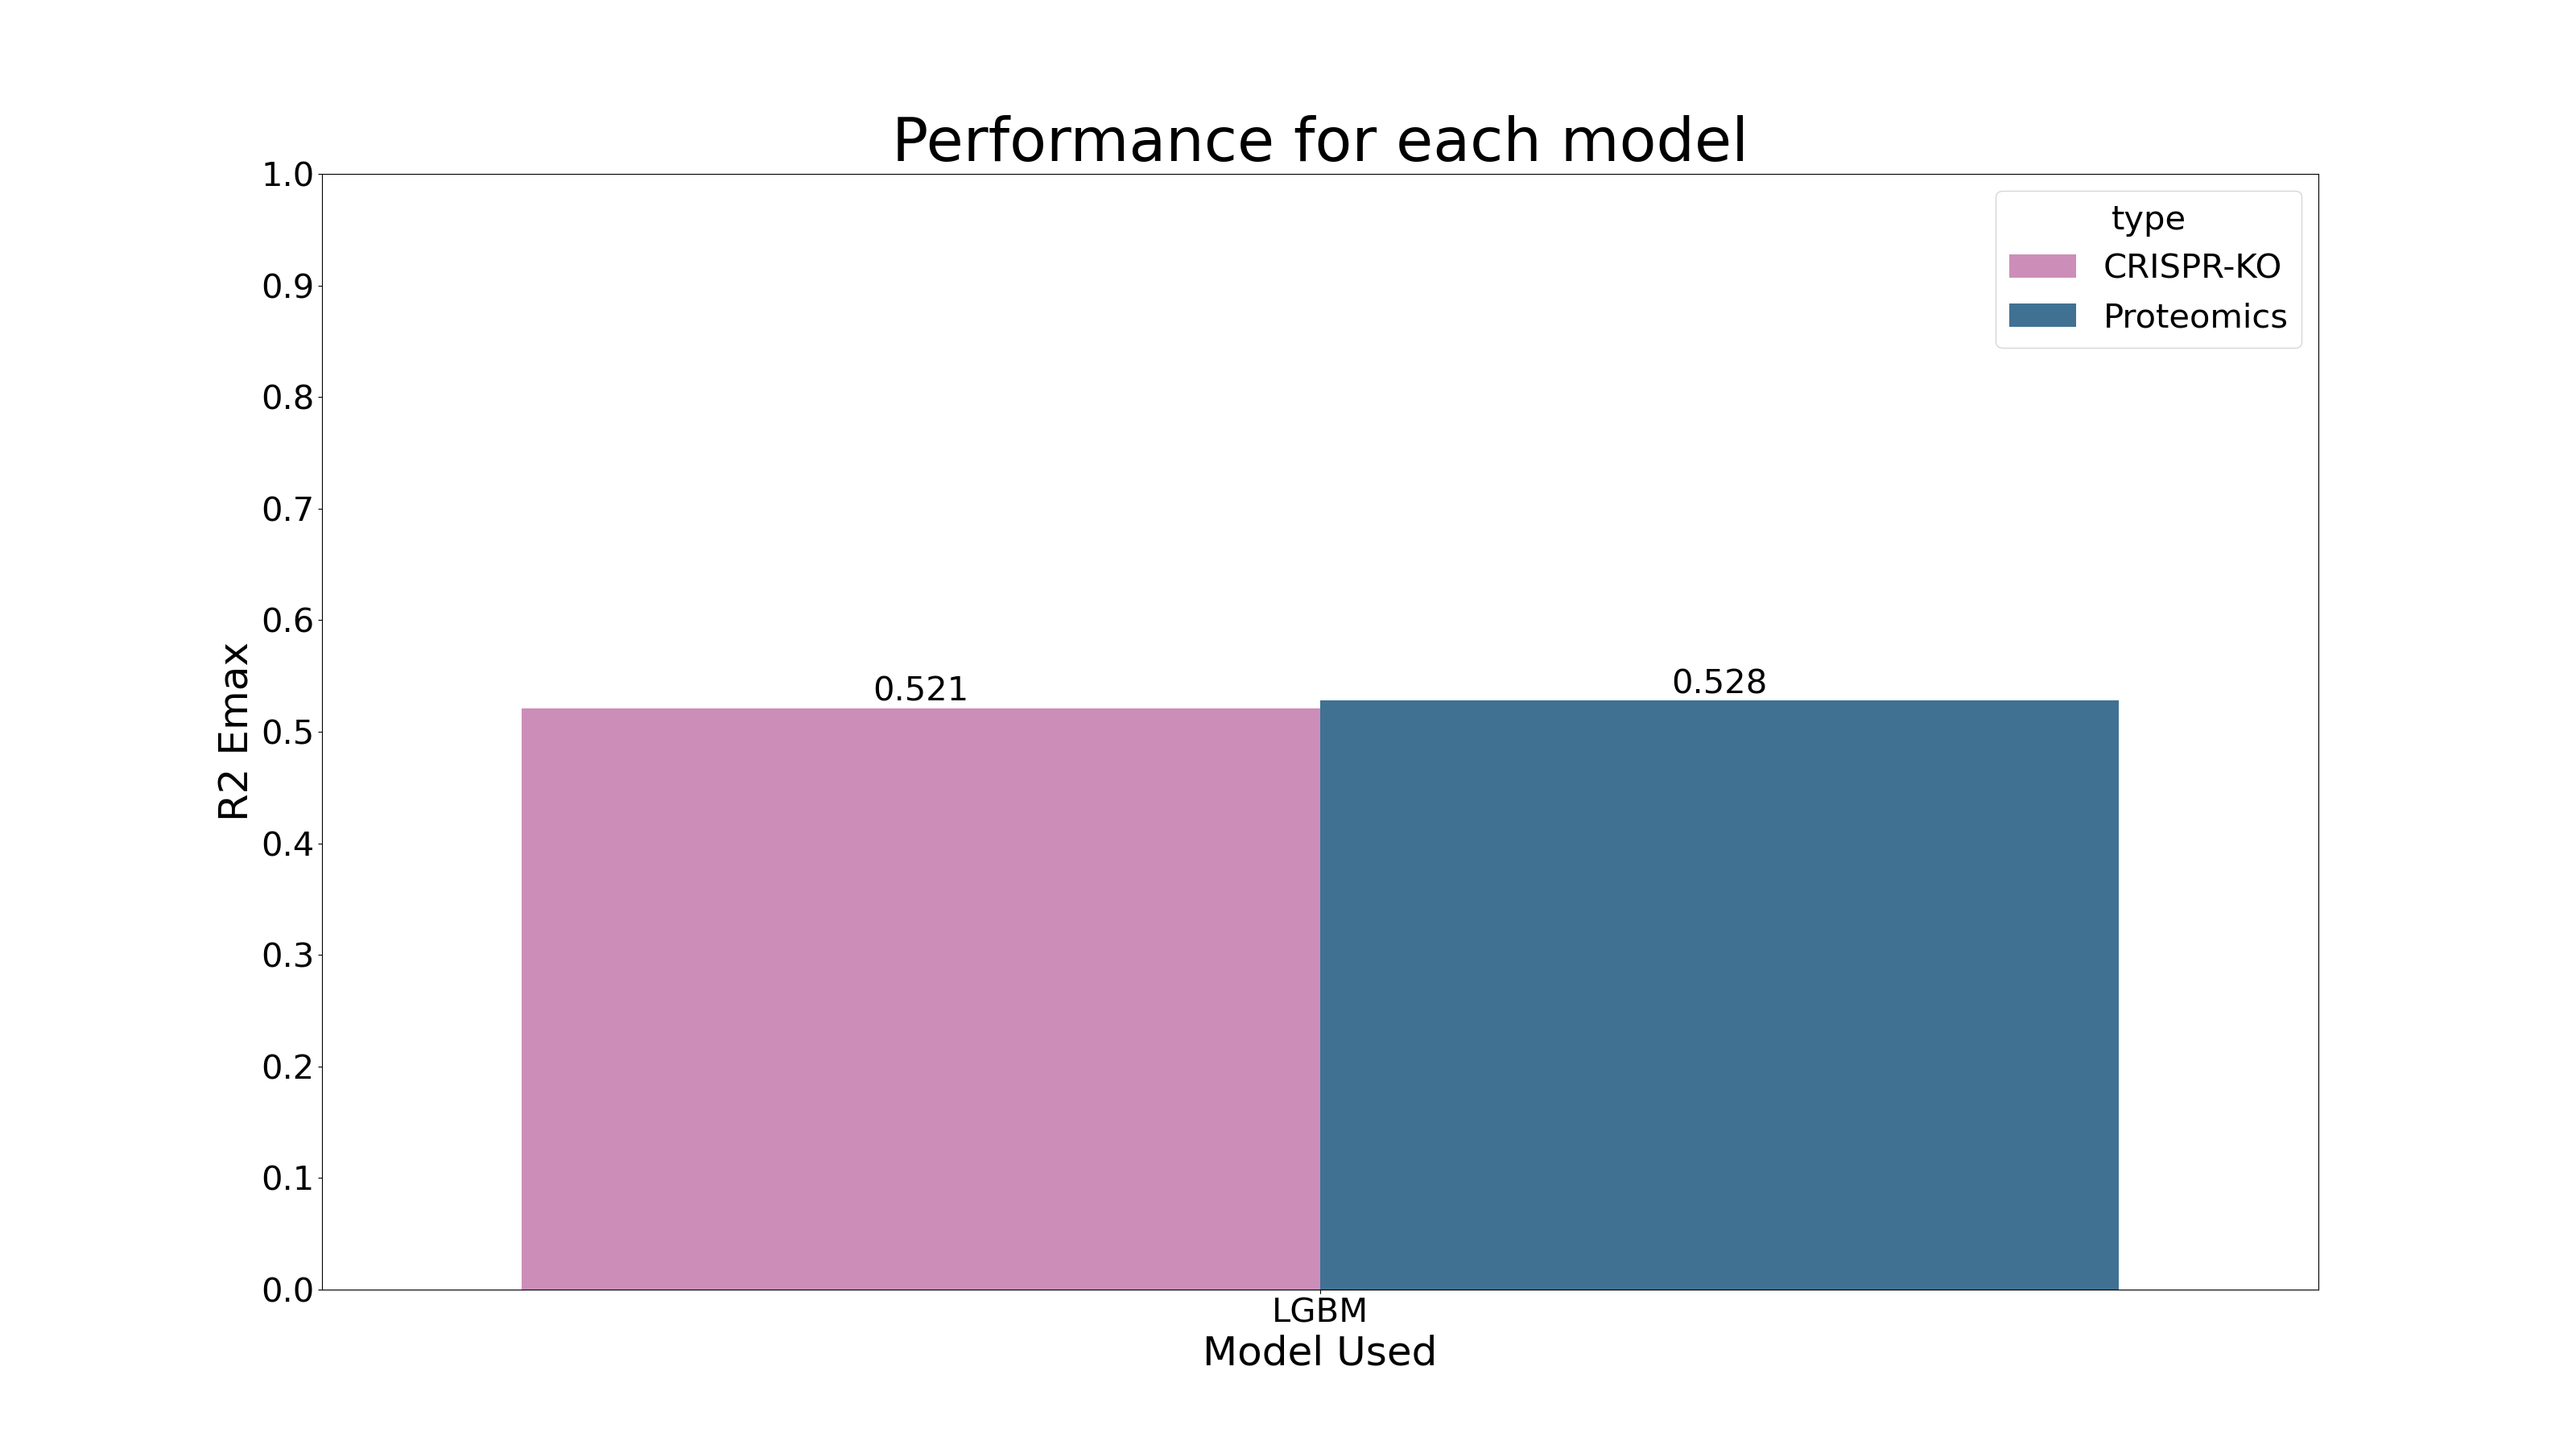 Performance for each model
1.0
0.9
0.8
0.7
0.6
0.5
0.4
0.3
0.2
0.1
0.0
R2 Emax
type
CRISPR-KO
Proteomics
0.521
0.528
LGBM
Model Used